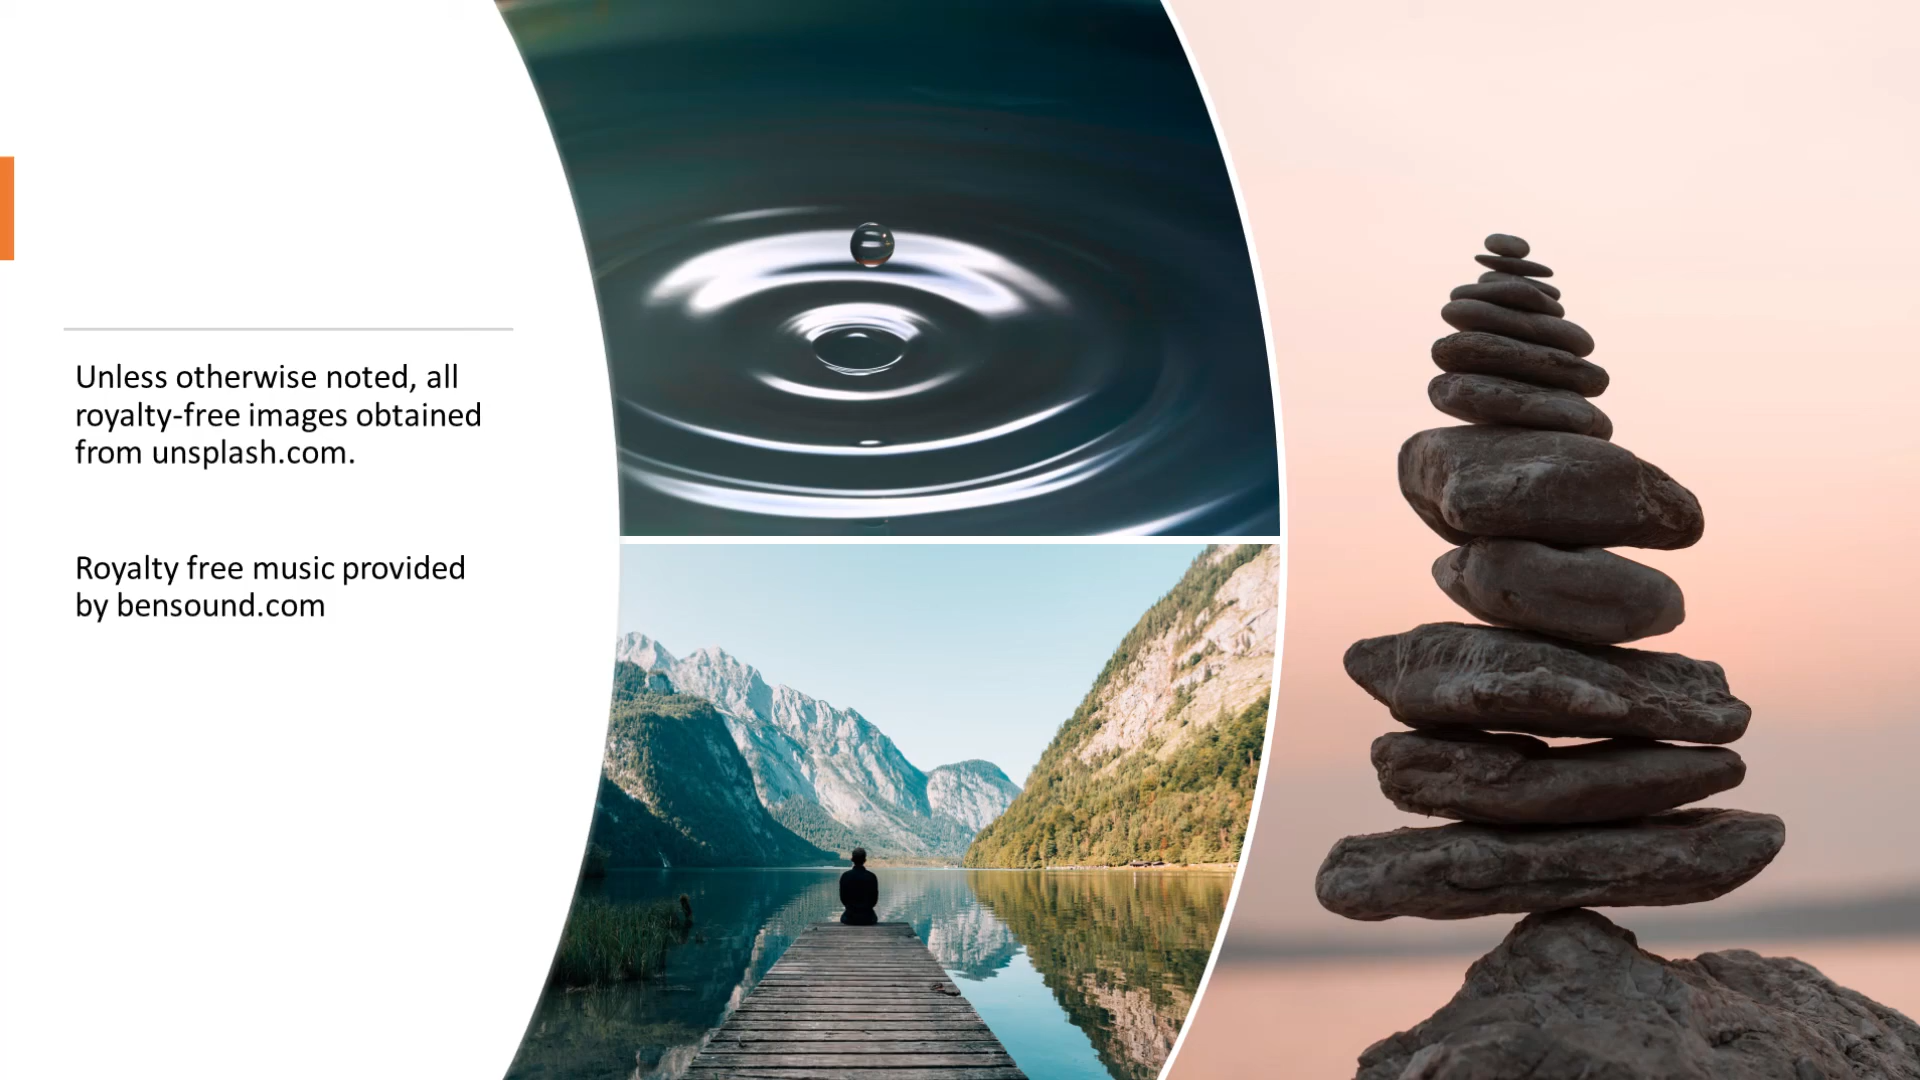 Unless otherwise noted, all
royalty-free images obtained
from unsplash.com.
Royalty free music provided
by bensound.com